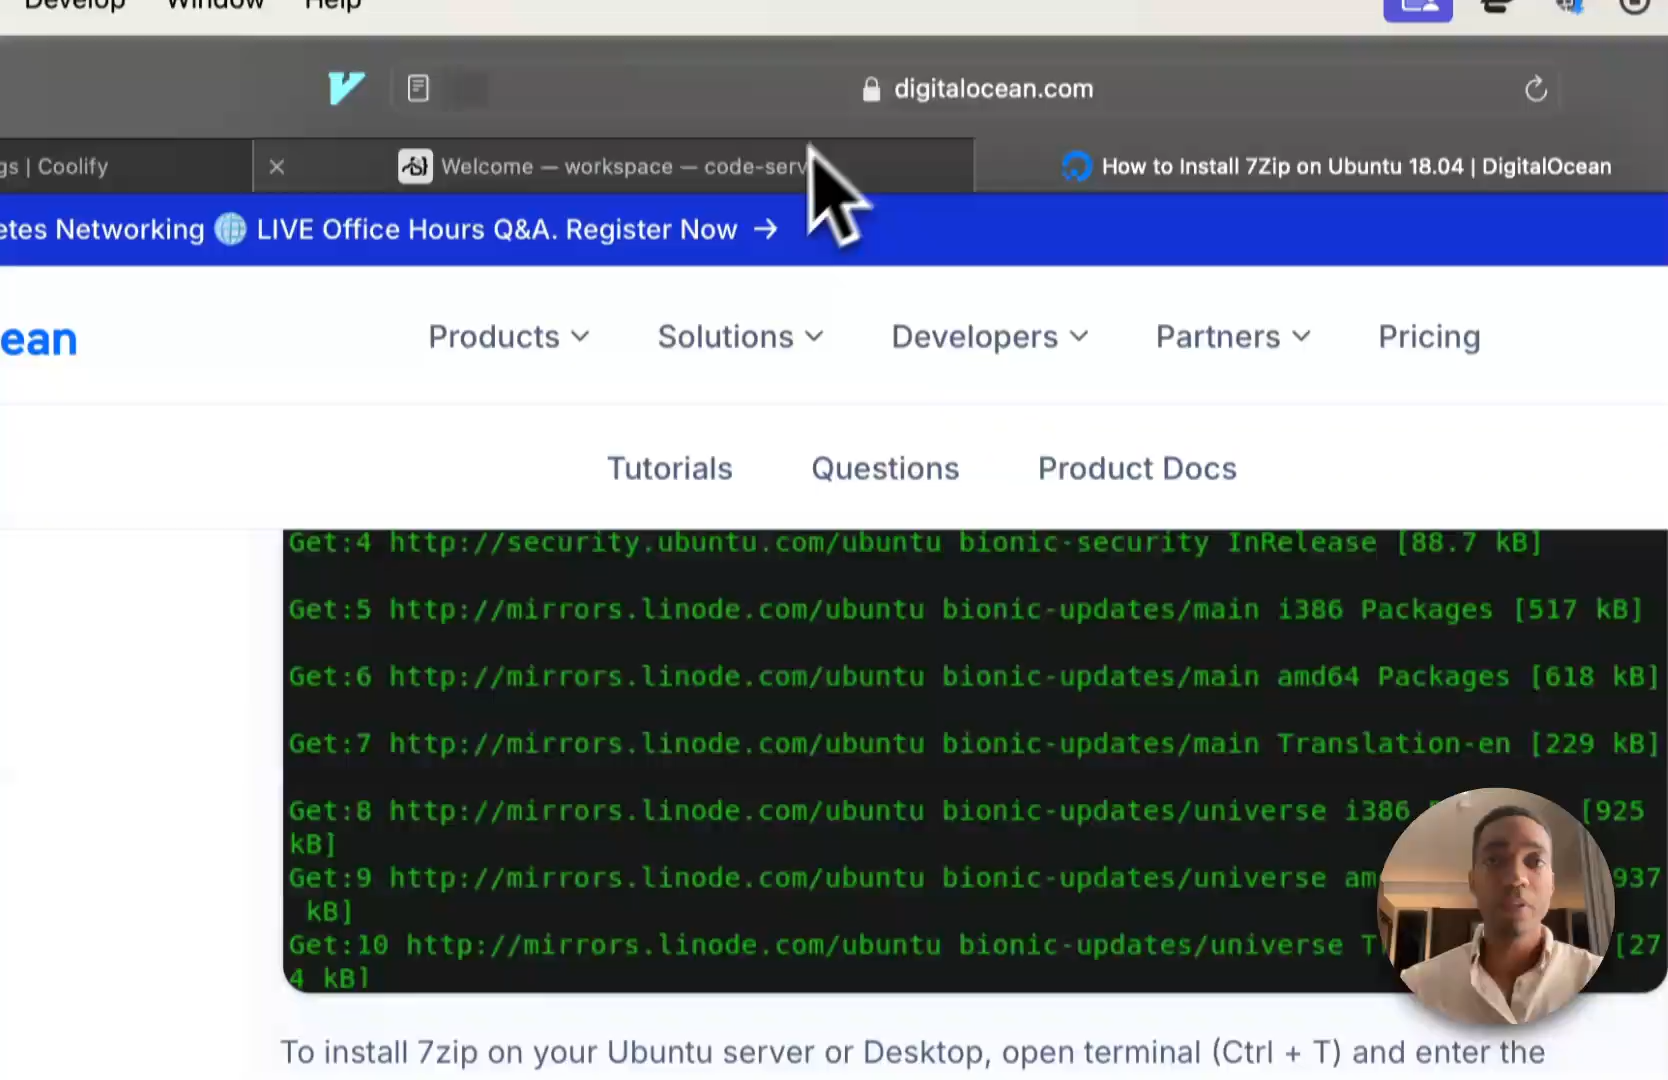 Develop Window Help
digitalocean.com
gs | Coolify
Welcome — workspace — code-serv
How to Install 7Zip on Ubuntu 18.04 | DigitalOcean
etes Networking LIVE Office Hours Q&A. Register Now →
ean
Products Solutions Developers Partners Pricing
Tutorials Questions Product Docs
Get:4 http://security.ubuntu.com/ubuntu bionic-security InRelease [88.7 kB]
Get:5 http://mirrors.linode.com/ubuntu bionic-updates/main i386 Packages [517 kB]
Get:6 http://mirrors.linode.com/ubuntu bionic-updates/main amd64 Packages [618 kB]
Get:7 http://mirrors.linode.com/ubuntu bionic-updates/main Translation-en [229 kB]
Get:8 http://mirrors.linode.com/ubuntu bionic-updates/universe i386 [925
kB]
Get:9 http://mirrors.linode.com/ubuntu bionic-updates/universe am 937
kB]
Get:10 http://mirrors.linode.com/ubuntu bionic-updates/universe T [27
4 kB]
To install 7zip on your Ubuntu server or Desktop, open terminal (Ctrl + T) and enter the